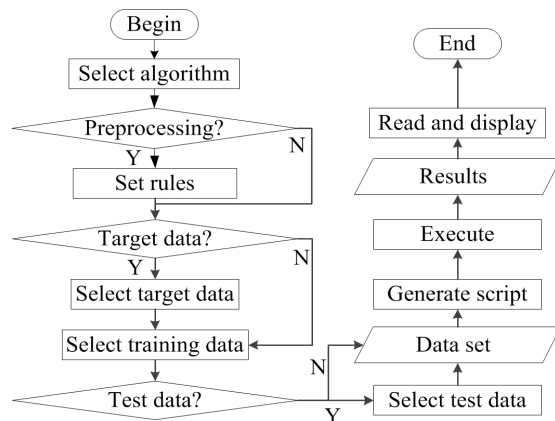 Begin
Select algorithm
Preprocessing?
Y
N
Set rules
Target data?
Y
N
Select target data
Select training data
Test data?
N
Y
End
Read and display
Results
Execute
Generate script
Data set
Select test data